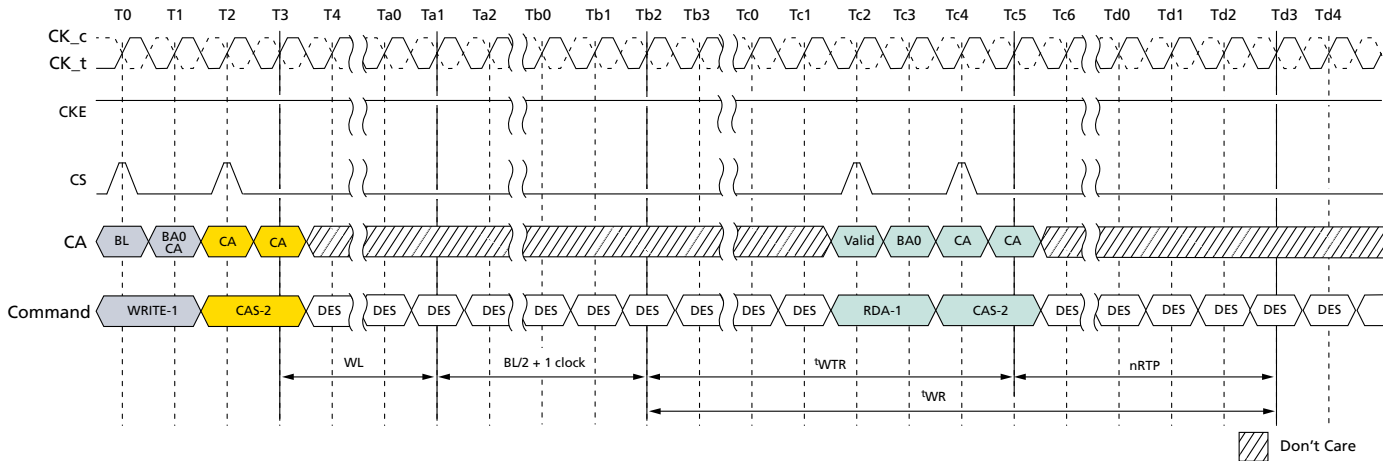 T0 T1 T2 T3 T4 Ta0 Ta1 Ta2 Tb0 Tb1 Tb2 Tb3 Tc0 Tc1 Tc2 Tc3 Tc4 Tc5 Tc6 Td0 Td1 Td2 Td3 Td4
CK_c
CK_t
CKE
CS
CA BL BA0 CA CA CA Valid BA0 CA CA
Command WRITE-1 CAS-2 DES DES DES DES DES DES DES DES DES DES RDA-1 CAS-2 DES DES DES DES DES DES
WL BL/2 + 1 clock tWTR nRTP
tWR
Don't Care